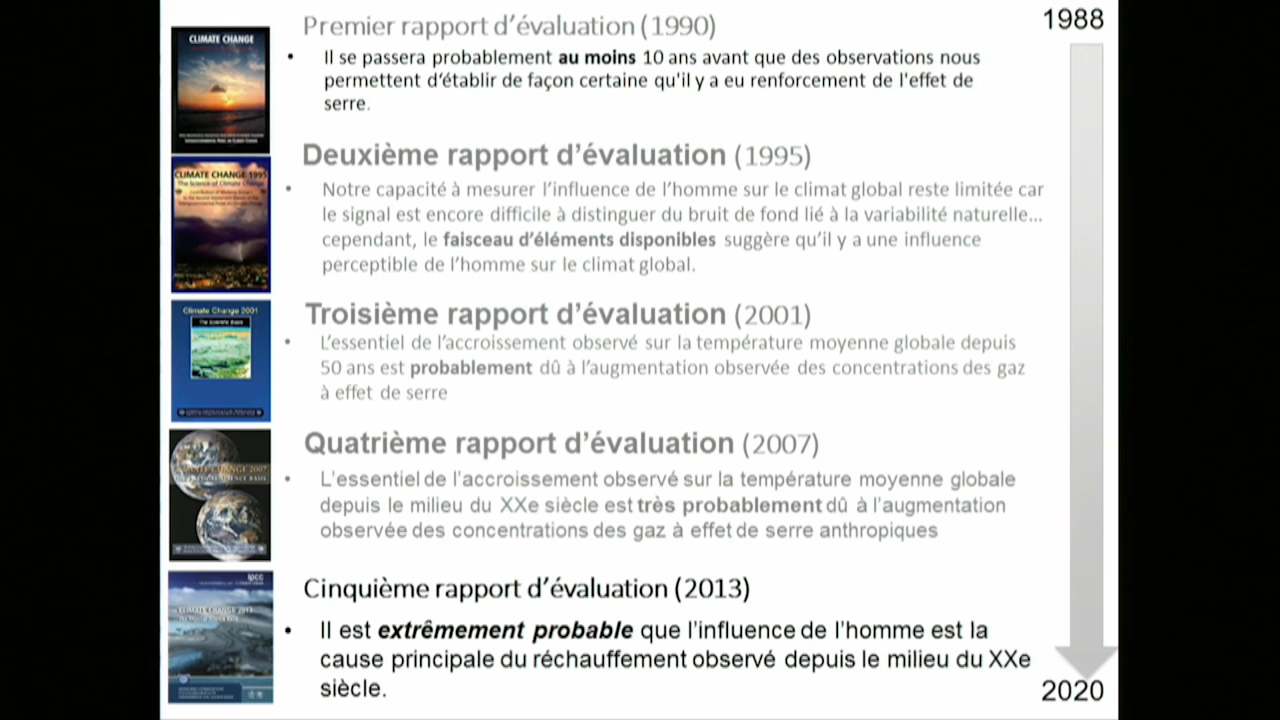 Premier rapport d'évaluation (1990)
1988
• Il se passera probablement au moins 10 ans avant que des observations nous
permettent d'établir de façon certaine qu'il y a eu renforcement de l'effet de
serre.
CLIMATE CHANGE
Deuxième rapport d'évaluation (1995)
• Notre capacité à mesurer l'influence de l'homme sur le climat global reste limitée car
le signal est encore difficile à distinguer du bruit de fond lié à la variabilité naturelle…
cependant, le faisceau d'éléments disponibles suggère qu'il y a une influence
perceptible de l'homme sur le climat global.
CLIMATE CHANGE 1995
The Science of Climate Change
Troisième rapport d'évaluation (2001)
• L'essentiel de l'accroissement observé sur la température moyenne globale depuis
50 ans est probablement dû à l'augmentation observée des concentrations des gaz
à effet de serre
Climate Change 2001
The Scientific Basis
Quatrième rapport d'évaluation (2007)
• L'essentiel de l'accroissement observé sur la température moyenne globale
depuis le milieu du XXe siècle est très probablement dû à l'augmentation
observée des concentrations des gaz à effet de serre anthropiques
CLIMATE CHANGE 2007
Cinquième rapport d'évaluation (2013)
• Il est extrêmement probable que l'influence de l'homme est la
cause principale du réchauffement observé depuis le milieu du XXe
siècle.
ipcc
CLIMATE CHANGE 2013
2020